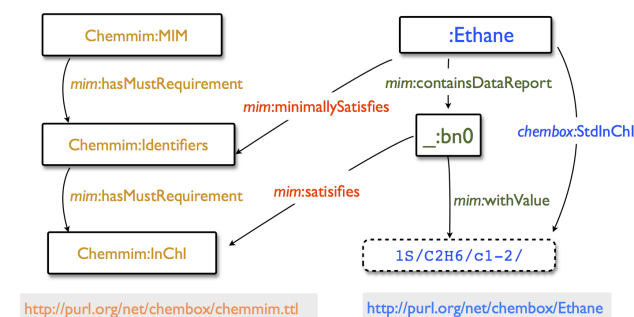 Chemmim:MIM
:Ethane
mim:hasMustRequirement
mim:containsDataReport
mim:minimallySatisfies
chembox:StdInChI
Chemmim:Identifiers
_:bn0
mim:hasMustRequirement
mim:satisifies
mim:withValue
Chemmim:InChI
1S/C2H6/c1-2/
http://purl.org/net/chembox/chemmim.ttl
http://purl.org/net/chembox/Ethane